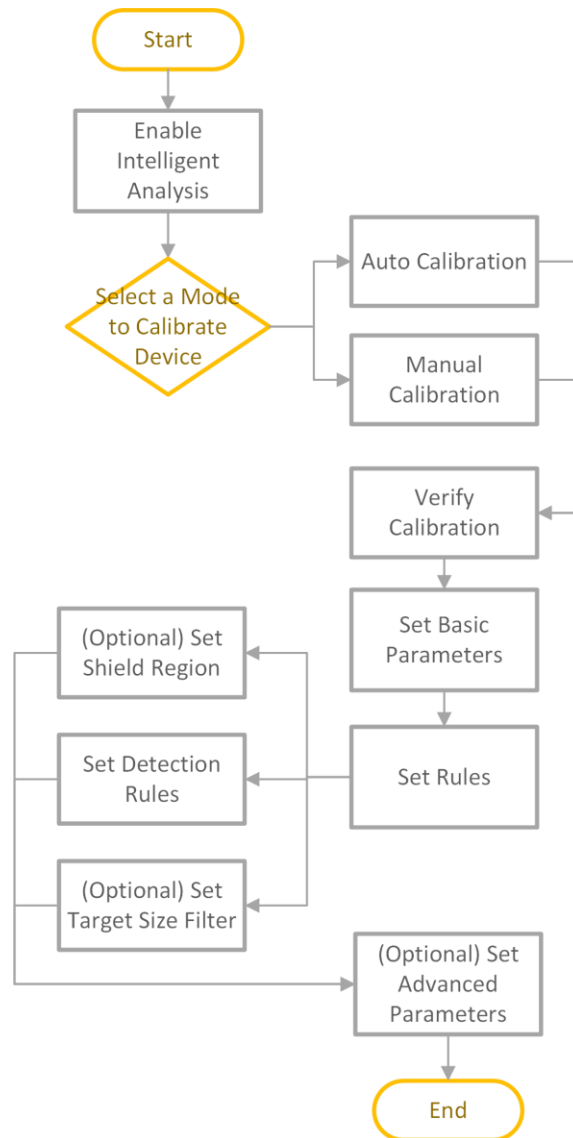 Start
Enable
Intelligent
Analysis
Select a Mode
to Calibrate
Device
Auto Calibration
Manual
Calibration
Verify
Calibration
Set Basic
Parameters
Set Rules
(Optional) Set
Shield Region
Set Detection
Rules
(Optional) Set
Target Size Filter
(Optional) Set
Advanced
Parameters
End